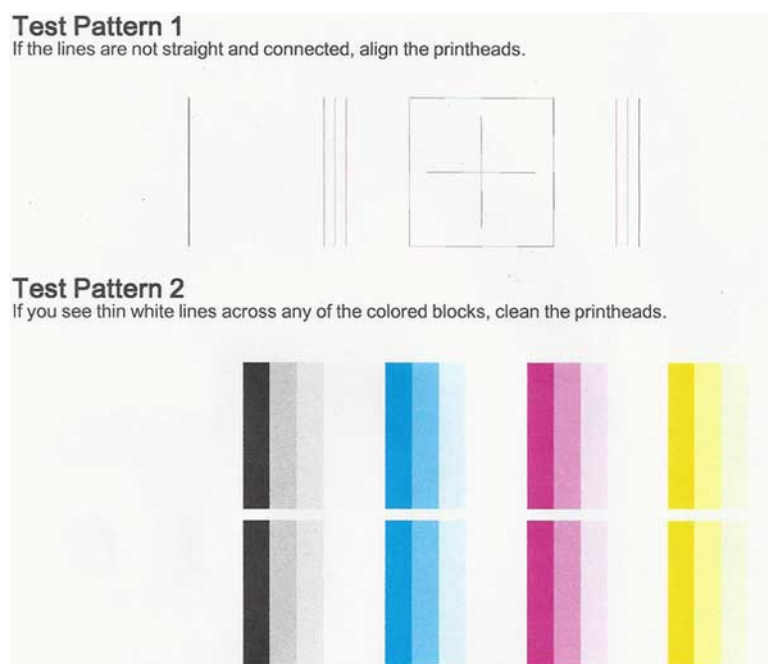 Test Pattern 1
If the lines are not straight and connected, align the printheads.
Test Pattern 2
If you see thin white lines across any of the colored blocks, clean the printheads.